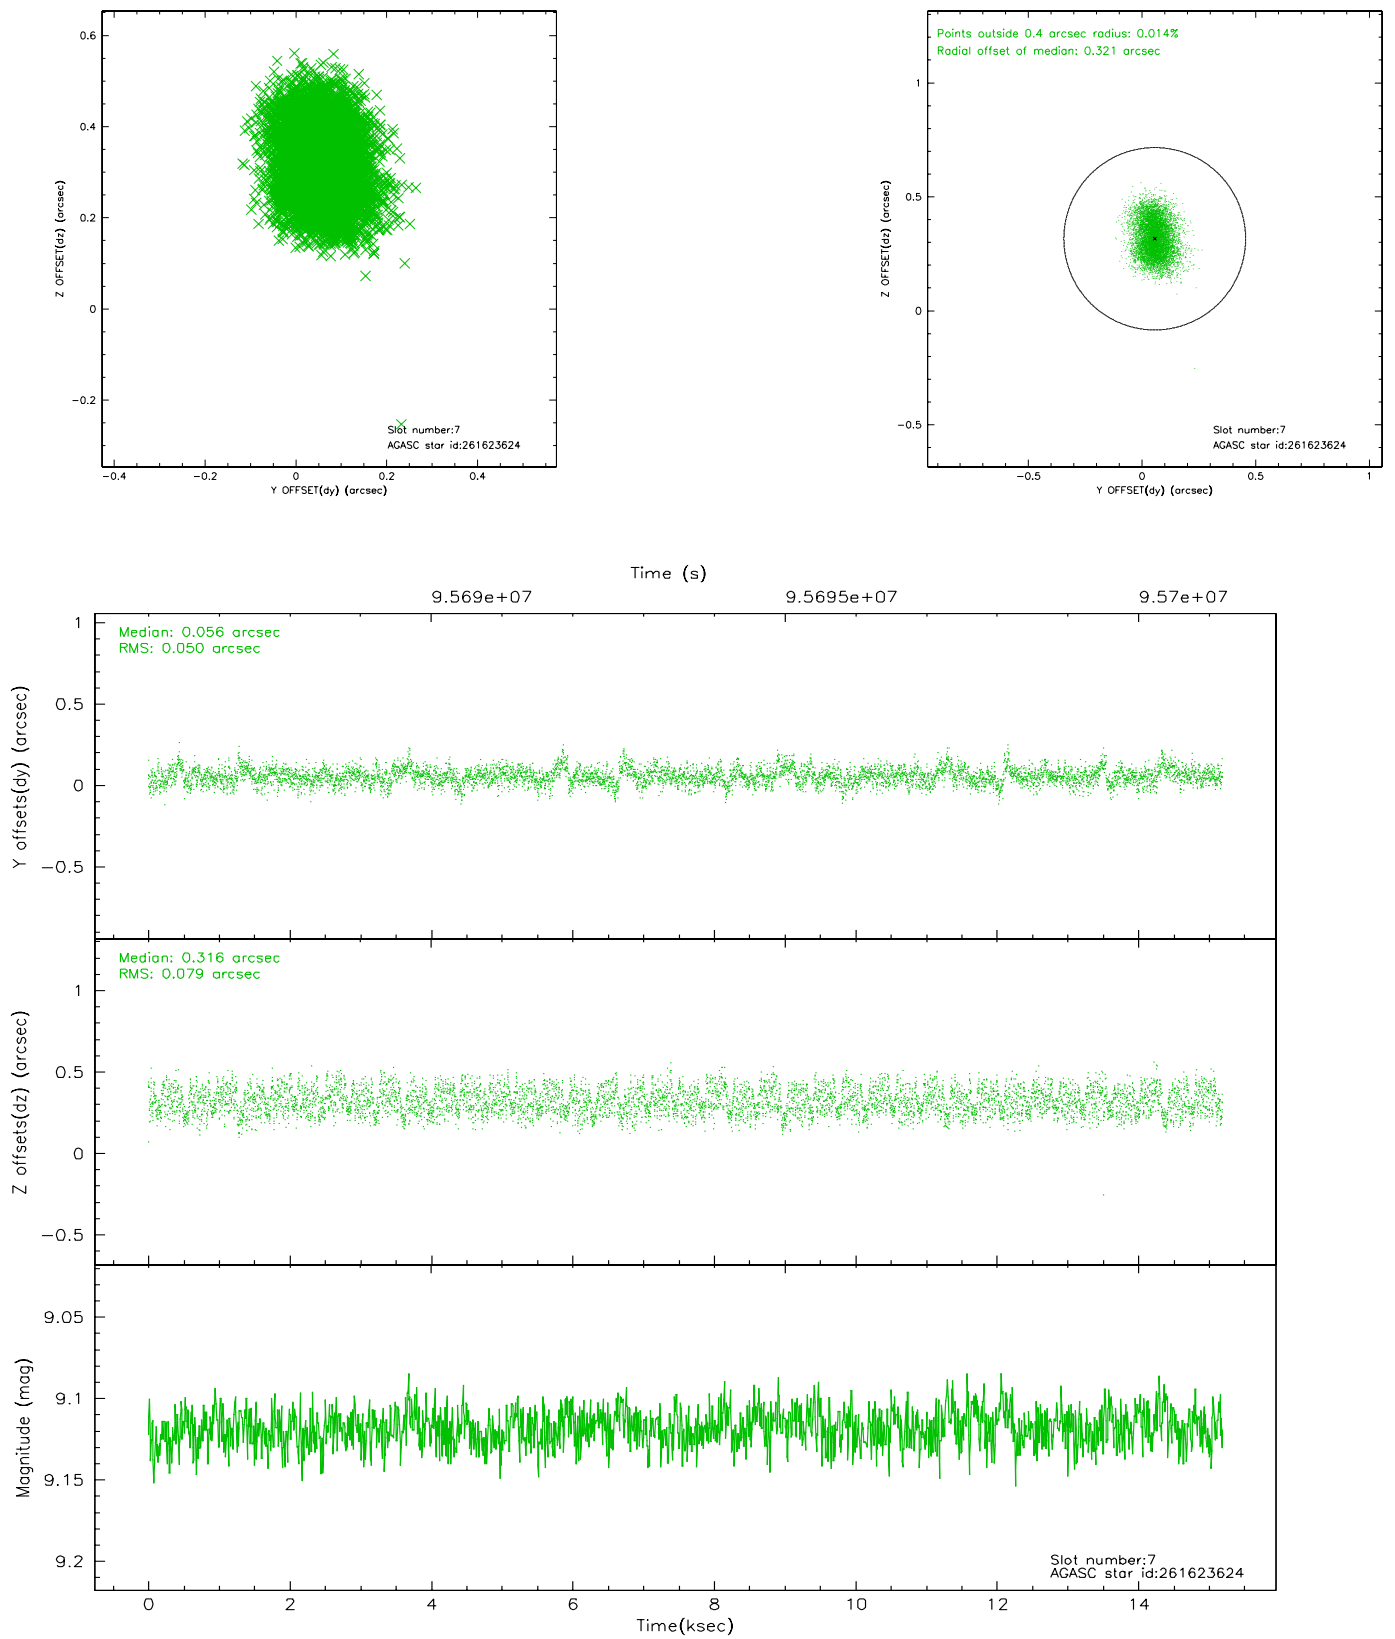 0.6
0.4
0.2
0
−0.2
Z OFFSET(dz) (arcsec)
−0.4 −0.2 0 0.2 0.4
Y OFFSET(dy) (arcsec)
Slot number:7
AGASC star id:261623624
Points outside 0.4 arcsec radius: 0.014%
Radial offset of median: 0.321 arcsec
1
0.5
0
−0.5
Z OFFSET(dz) (arcsec)
−0.5 0 0.5 1
Y OFFSET(dy) (arcsec)
Slot number:7
AGASC star id:261623624
Time (s)
9.569e+07 9.5695e+07 9.57e+07
Median: 0.056 arcsec
RMS: 0.050 arcsec
1
0.5
0
−0.5
Y offsets(dy) (arcsec)
Median: 0.316 arcsec
RMS: 0.079 arcsec
1
0.5
0
−0.5
Z offsets(dz) (arcsec)
9.05
9.1
9.15
9.2
Magnitude (mag)
Slot number:7
AGASC star id:261623624
0 2 4 6 8 10 12 14
Time(ksec)